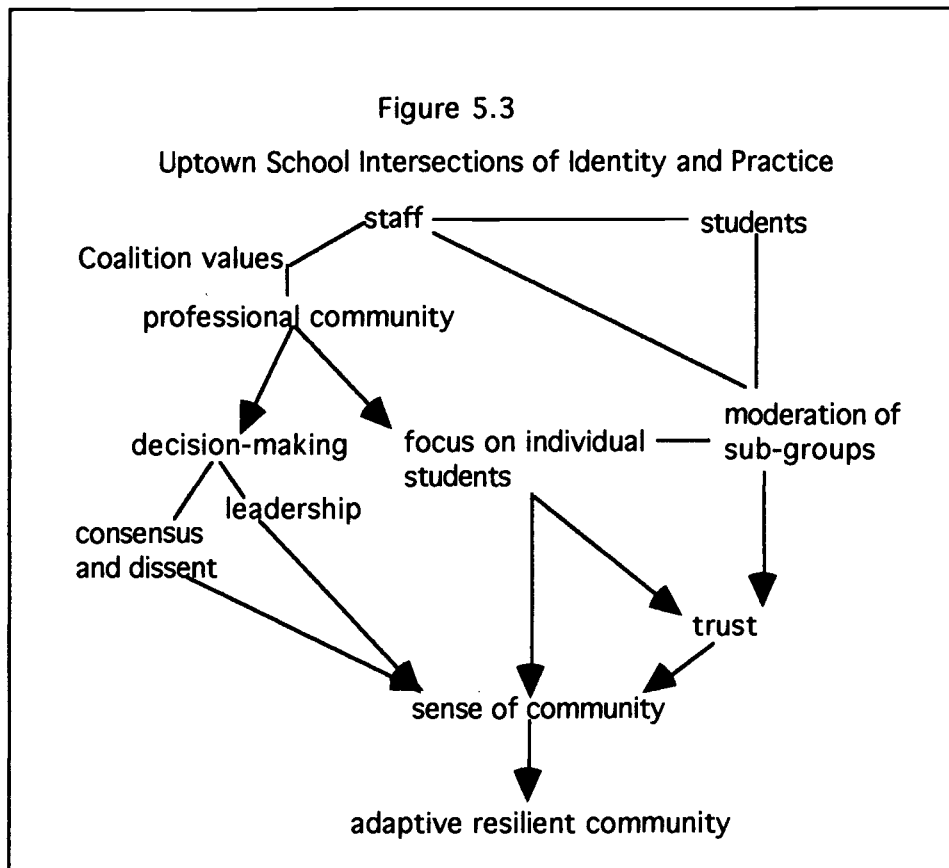 Figure 5.3
Uptown School Intersections of Identity and Practice
staff
students
Coalition values
professional community
decision-making
focus on individual
students
moderation of
sub-groups
leadership
consensus
and dissent
trust
sense of community
adaptive resilient community